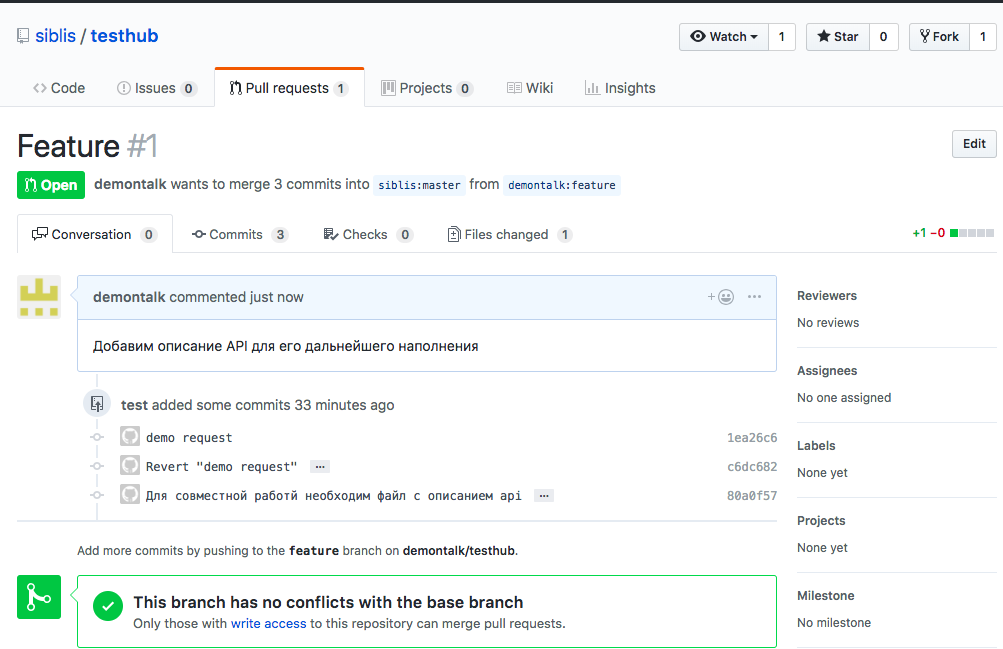 siblis / testhub
Watch 1 Star 0 Fork 1
Code Issues 0 Pull requests 1 Projects 0 Wiki Insights
Feature #1
Edit
Open demontalk wants to merge 3 commits into siblis:master from demontalk:feature
Conversation 0 Commits 3 Checks 0 Files changed 1 +1 −0
demontalk commented just now
Добавим описание API для его дальнейшего наполнения
test added some commits 33 minutes ago
demo request 1ea26c6
Revert "demo request" … c6dc682
Для совместной работй необходим файл с описанием api … 80a0f57
Add more commits by pushing to the feature branch on demontalk/testhub.
This branch has no conflicts with the base branch
Only those with write access to this repository can merge pull requests.
Reviewers
No reviews
Assignees
No one assigned
Labels
None yet
Projects
None yet
Milestone
No milestone